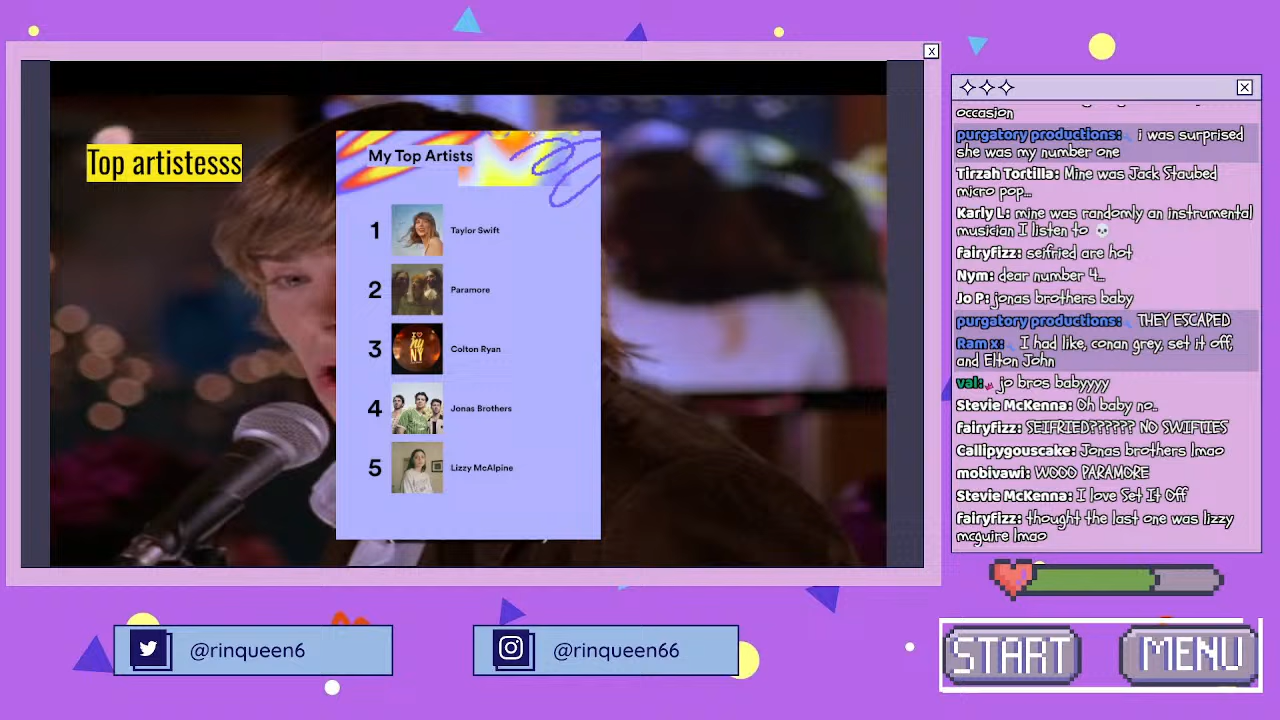 X
Top artistesss
My Top Artists
1 Taylor Swift
2 Paramore
3 Colton Ryan
I ♡
NY
4 Jonas Brothers
5 Lizzy McAlpine
occasion
purgatory productions: i was surprised
she was my number one
Tirzah Tortilla: Mine was Jack Staubed
micro pop...
Karly L: mine was randomly an instrumental
musician I listen to 💀
fairyfizz: seifried are hot
Nym: dear number 4...
Jo P: jonas brothers baby
purgatory productions: THEY ESCAPED
Ram x: I had like, conan grey, set it off,
and Elton John
val: jo bros babyyyy
Stevie McKenna: Oh baby no..
fairyfizz: SEIFRIED?????? NO SWIFTIES
Callipygouscake: Jonas brothers lmao
mobivawi: WOOO PARAMORE
Stevie McKenna: I love Set It Off
fairyfizz: thought the last one was lizzy
mcguire lmao
@rinqueen6
@rinqueen66
START
MENU